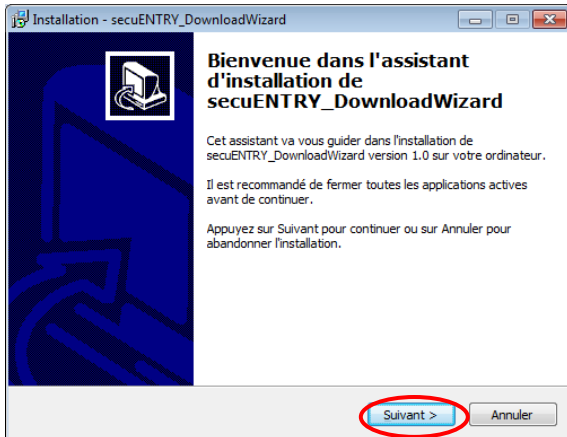 Installation - secuENTRY_DownloadWizard
Bienvenue dans l'assistant
d'installation de
secuENTRY_DownloadWizard
Cet assistant va vous guider dans l'installation de
secuENTRY_DownloadWizard version 1.0 sur votre ordinateur.
Il est recommandé de fermer toutes les applications actives
avant de continuer.
Appuyez sur Suivant pour continuer ou sur Annuler pour
abandonner l'installation.
Suivant >
Annuler